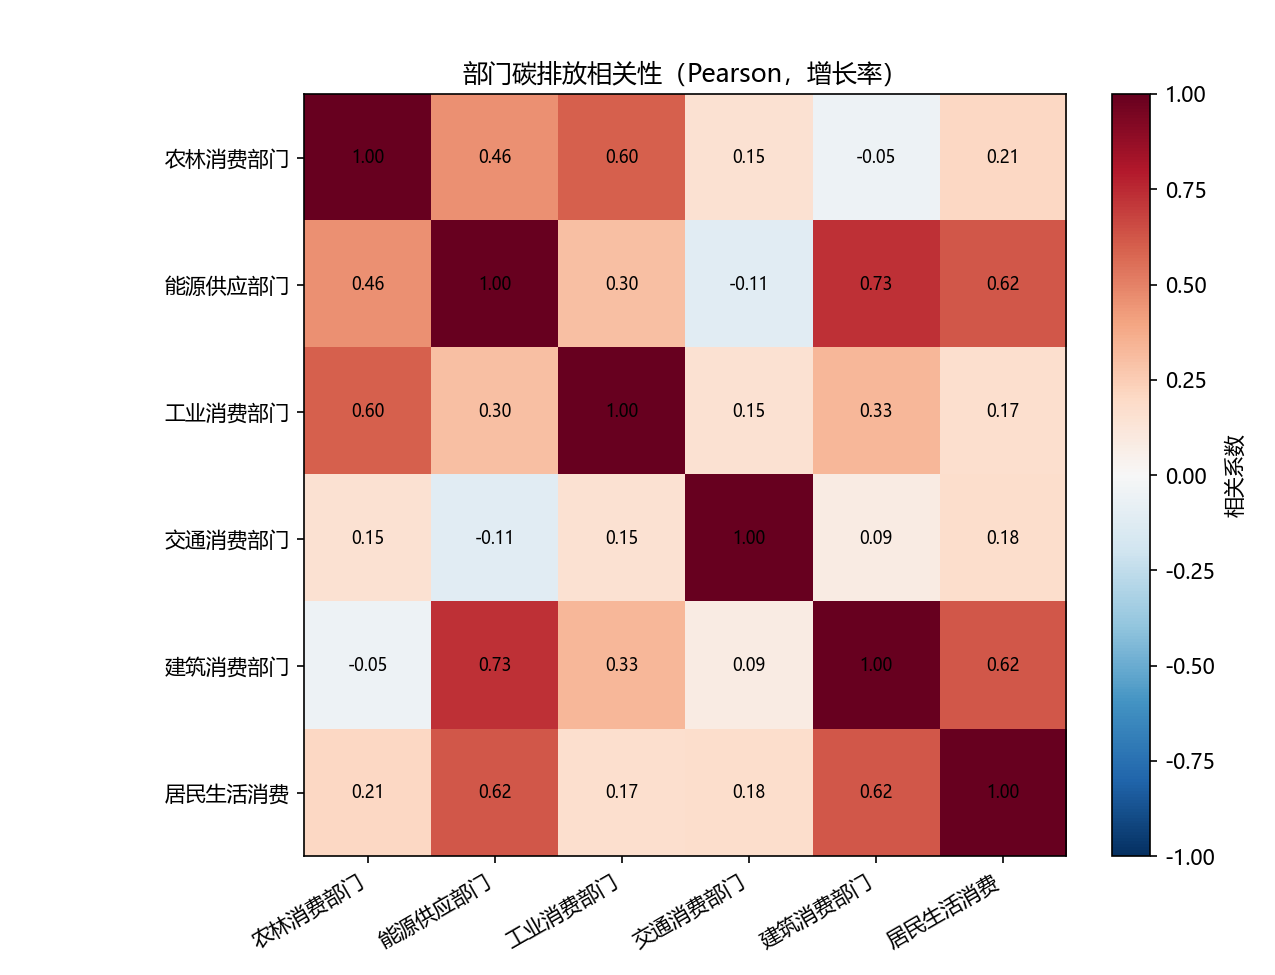 部门碳排放相关性（Pearson，增长率）
农林消费部门 1.00 0.46 0.60 0.15 -0.05 0.21
能源供应部门 0.46 1.00 0.30 -0.11 0.73 0.62
工业消费部门 0.60 0.30 1.00 0.15 0.33 0.17
交通消费部门 0.15 -0.11 0.15 1.00 0.09 0.18
建筑消费部门 -0.05 0.73 0.33 0.09 1.00 0.62
居民生活消费 0.21 0.62 0.17 0.18 0.62 1.00
农林消费部门 能源供应部门 工业消费部门 交通消费部门 建筑消费部门 居民生活消费
1.00
0.75
0.50
0.25
0.00
-0.25
-0.50
-0.75
-1.00
相关系数